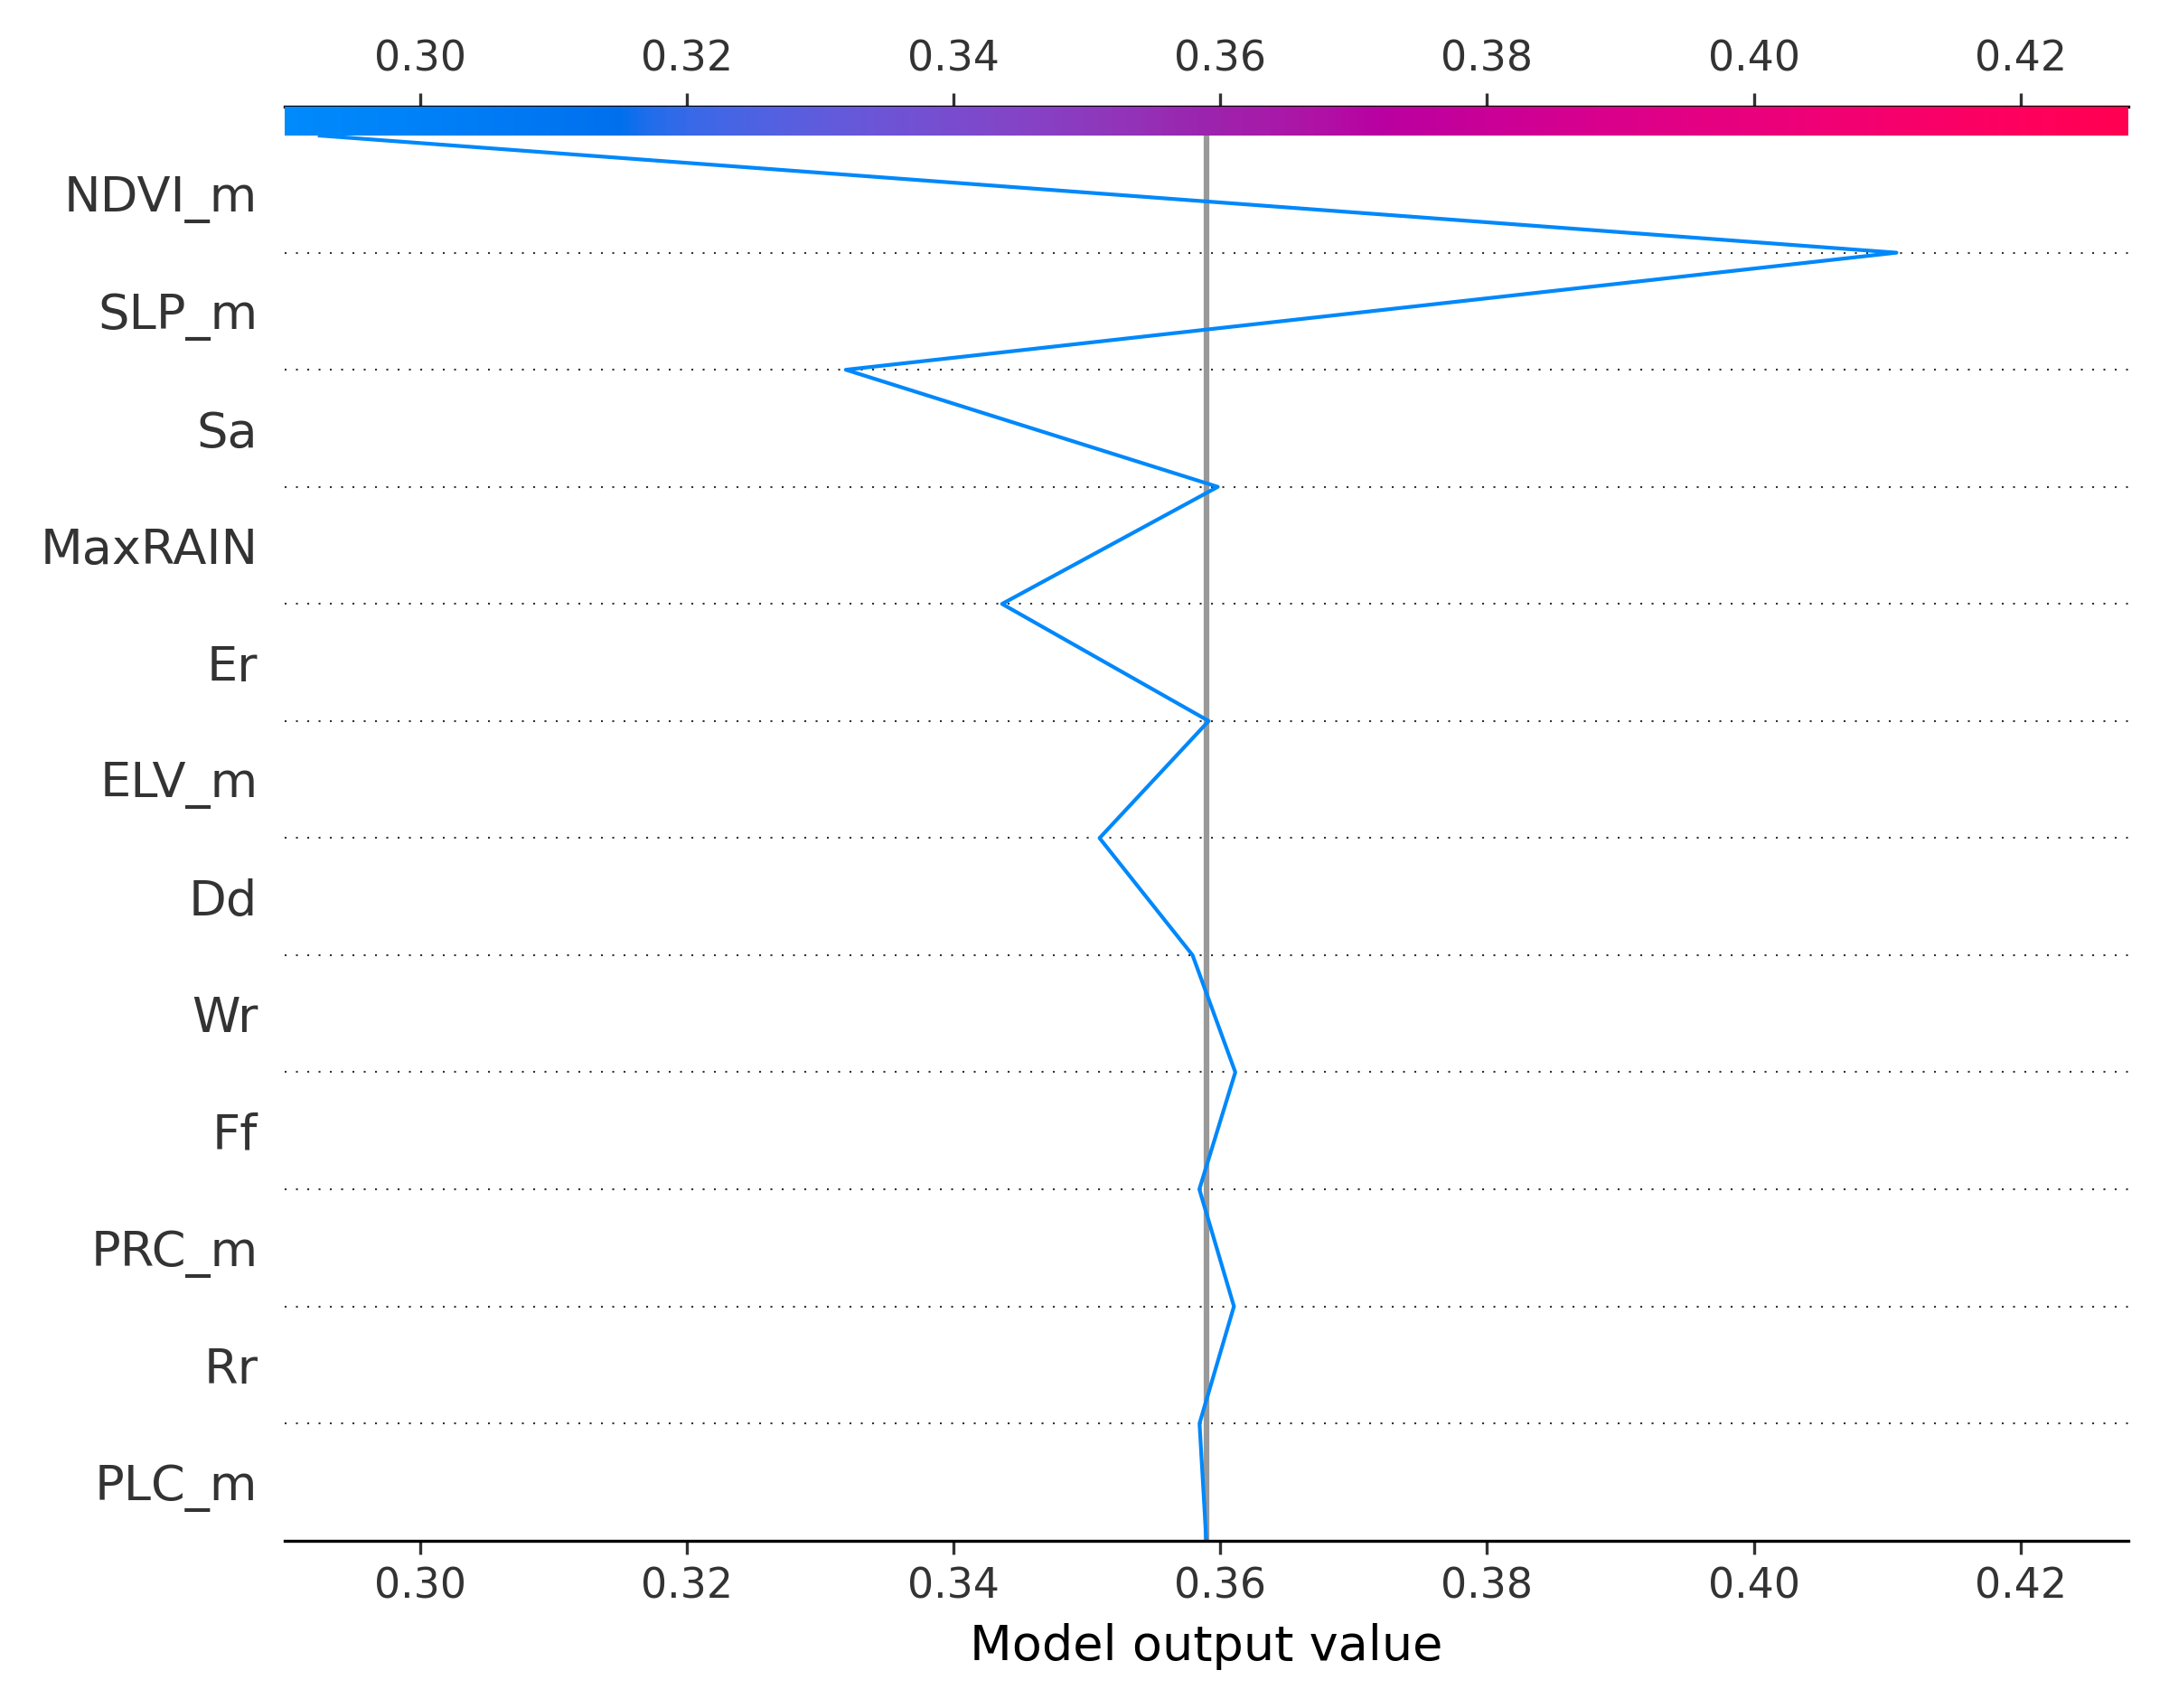 0.30 0.32 0.34 0.36 0.38 0.40 0.42
NDVI_m
SLP_m
Sa
MaxRAIN
Er
ELV_m
Dd
Wr
Ff
PRC_m
Rr
PLC_m
0.30 0.32 0.34 0.36 0.38 0.40 0.42
Model output value